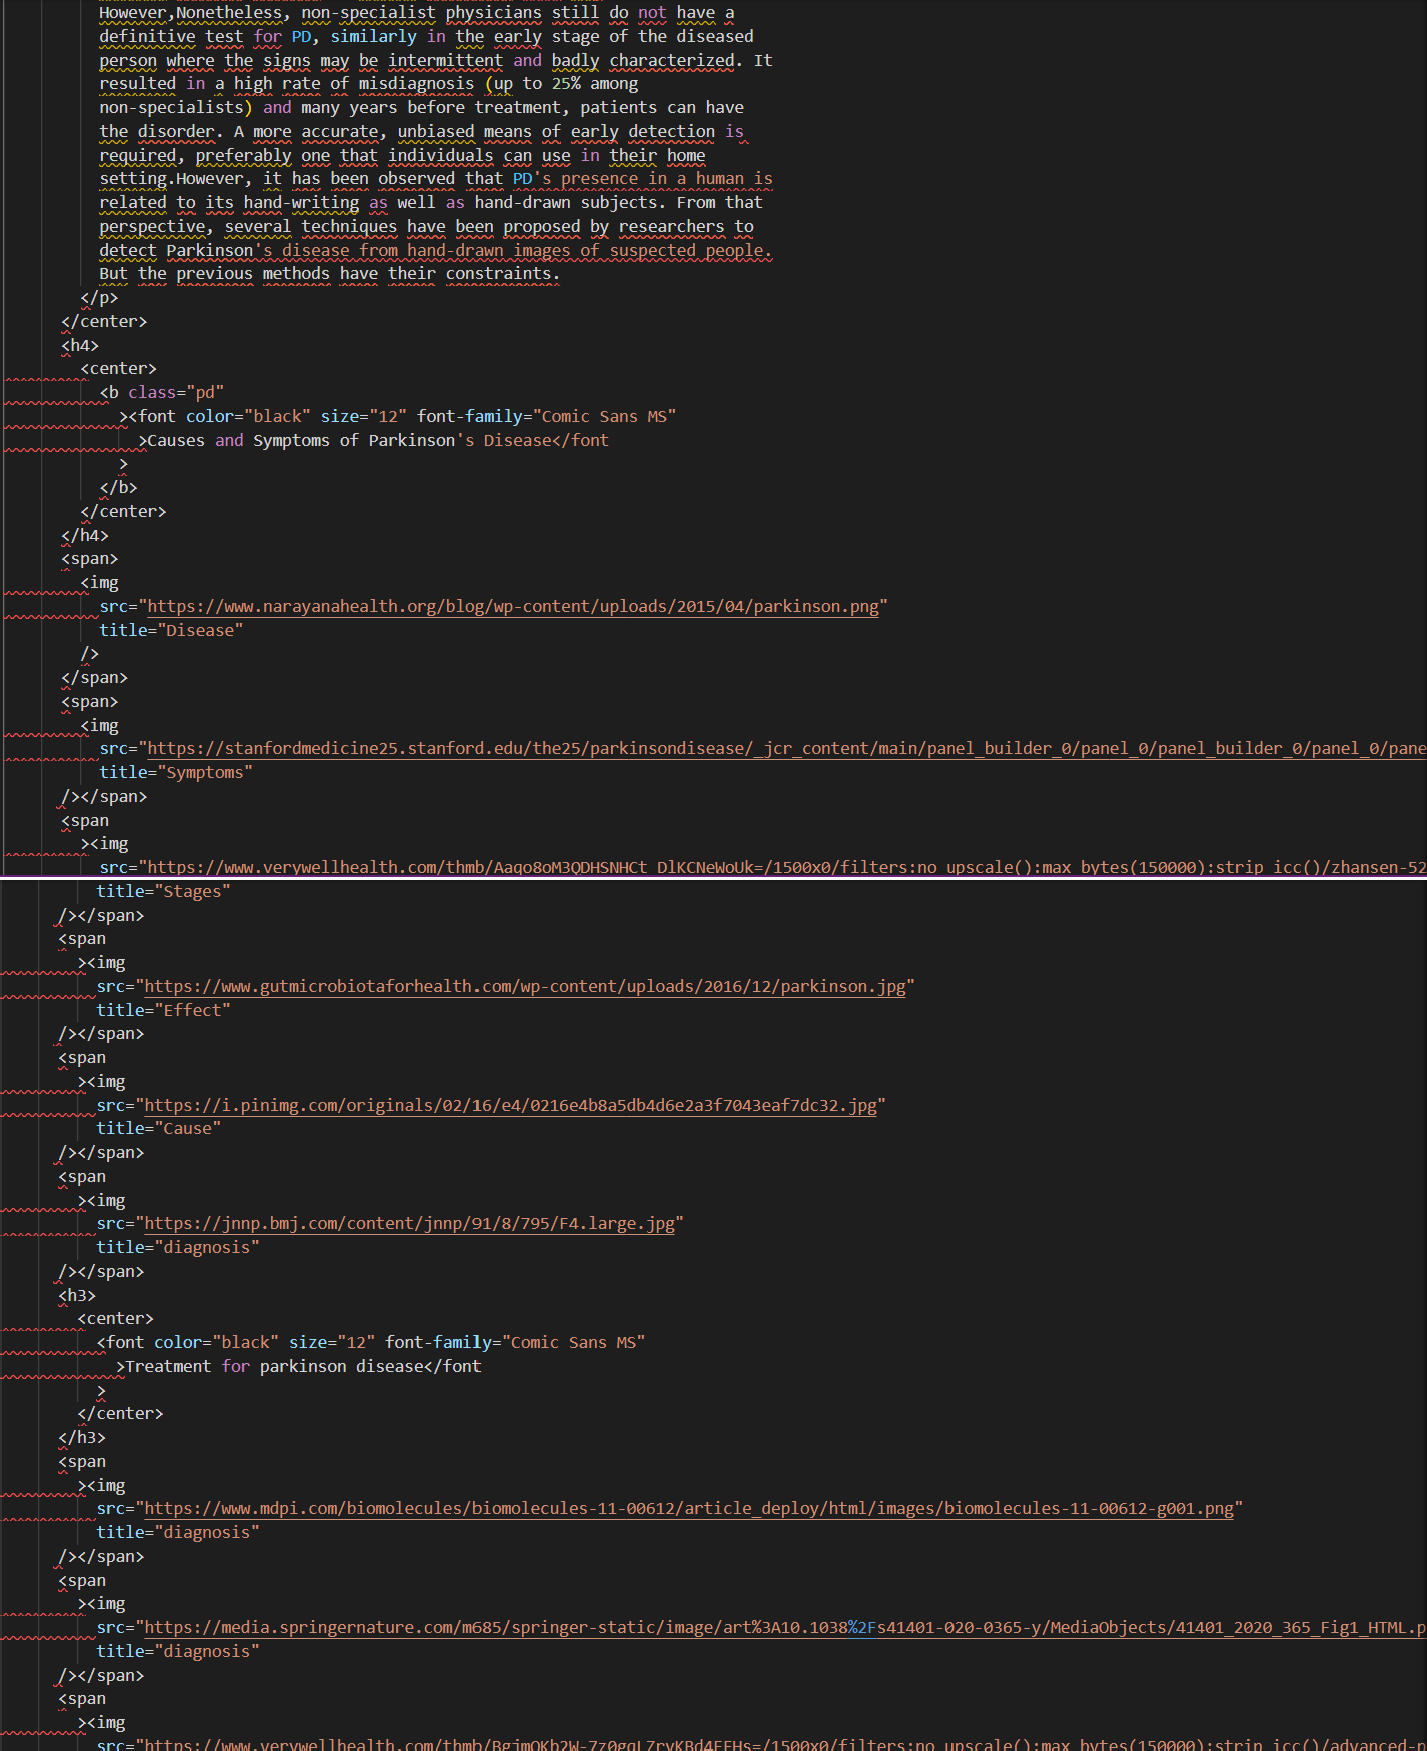 However,Nonetheless, non-specialist physicians still do not have a
definitive test for PD, similarly in the early stage of the diseased
person where the signs may be intermittent and badly characterized. It
resulted in a high rate of misdiagnosis (up to 25% among
non-specialists) and many years before treatment, patients can have
the disorder. A more accurate, unbiased means of early detection is
required, preferably one that individuals can use in their home
setting.However, it has been observed that PD's presence in a human is
related to its hand-writing as well as hand-drawn subjects. From that
perspective, several techniques have been proposed by researchers to
detect Parkinson's disease from hand-drawn images of suspected people.
But the previous methods have their constraints.
</p>
</center>
<h4>
<center>
<b class="pd"
><font color="black" size="12" font-family="Comic Sans MS"
>Causes and Symptoms of Parkinson's Disease</font
>
</b>
</center>
</h4>
<span>
<img
src="https://www.narayanahealth.org/blog/wp-content/uploads/2015/04/parkinson.png"
title="Disease"
/>
</span>
<span>
<img
src="https://stanfordmedicine25.stanford.edu/the25/parkinsondisease/_jcr_content/main/panel_builder_0/panel_0/panel_builder_0/panel_0/pane
title="Symptoms"
/></span>
<span
><img
src="https://www.verywellhealth.com/thmb/Aaqo8oM3QDHSNHCt_DlKCNeWoUk=/1500x0/filters:no_upscale():max_bytes(150000):strip_icc()/zhansen-52
title="Stages"
/></span>
<span
><img
src="https://www.gutmicrobiotaforhealth.com/wp-content/uploads/2016/12/parkinson.jpg"
title="Effect"
/></span>
<span
><img
src="https://i.pinimg.com/originals/02/16/e4/0216e4b8a5db4d6e2a3f7043eaf7dc32.jpg"
title="Cause"
/></span>
<span
><img
src="https://jnnp.bmj.com/content/jnnp/91/8/795/F4.large.jpg"
title="diagnosis"
/></span>
<h3>
<center>
<font color="black" size="12" font-family="Comic Sans MS"
>Treatment for parkinson disease</font
>
</center>
</h3>
<span
><img
src="https://www.mdpi.com/biomolecules/biomolecules-11-00612/article_deploy/html/images/biomolecules-11-00612-g001.png"
title="diagnosis"
/></span>
<span
><img
src="https://media.springernature.com/m685/springer-static/image/art%3A10.1038%2Fs41401-020-0365-y/MediaObjects/41401_2020_365_Fig1_HTML.p
title="diagnosis"
/></span>
<span
><img